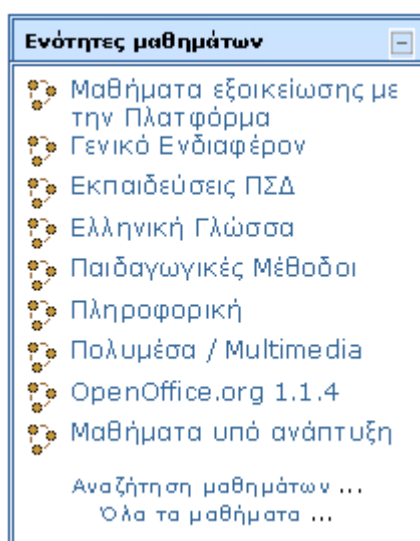 Ενότητες μαθημάτων
Μαθήματα εξοικείωσης με
την Πλατφόρμα
Γενικό Ενδιαφέρον
Εκπαιδεύσεις ΠΣΔ
Ελληνική Γλώσσα
Παιδαγωγικές Μέθοδοι
Πληροφορική
Πολυμέσα / Multimedia
OpenOffice.org 1.1.4
Μαθήματα υπό ανάπτυξη
Αναζήτηση μαθημάτων ...
Όλα τα μαθήματα ...